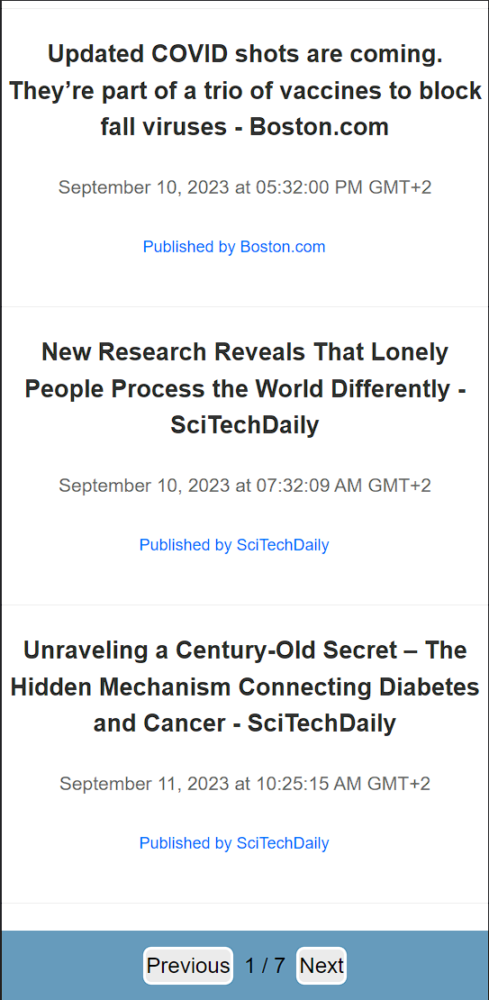 Updated COVID shots are coming.
They’re part of a trio of vaccines to block
fall viruses - Boston.com
September 10, 2023 at 05:32:00 PM GMT+2
Published by Boston.com
New Research Reveals That Lonely
People Process the World Differently -
SciTechDaily
September 10, 2023 at 07:32:09 AM GMT+2
Published by SciTechDaily
Unraveling a Century-Old Secret – The
Hidden Mechanism Connecting Diabetes
and Cancer - SciTechDaily
September 11, 2023 at 10:25:15 AM GMT+2
Published by SciTechDaily
Previous 1 / 7 Next